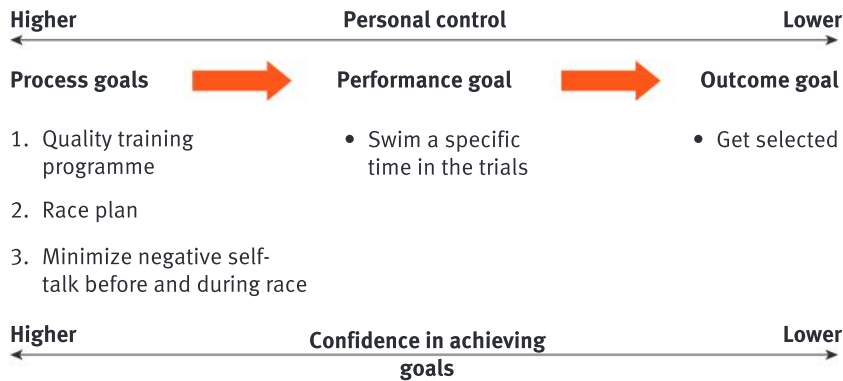 Higher Personal control Lower
Process goals Performance goal Outcome goal
1. Quality training
programme
2. Race plan
3. Minimize negative self-
talk before and during race
• Swim a specific
time in the trials
• Get selected
Higher Confidence in achieving Lower
goals